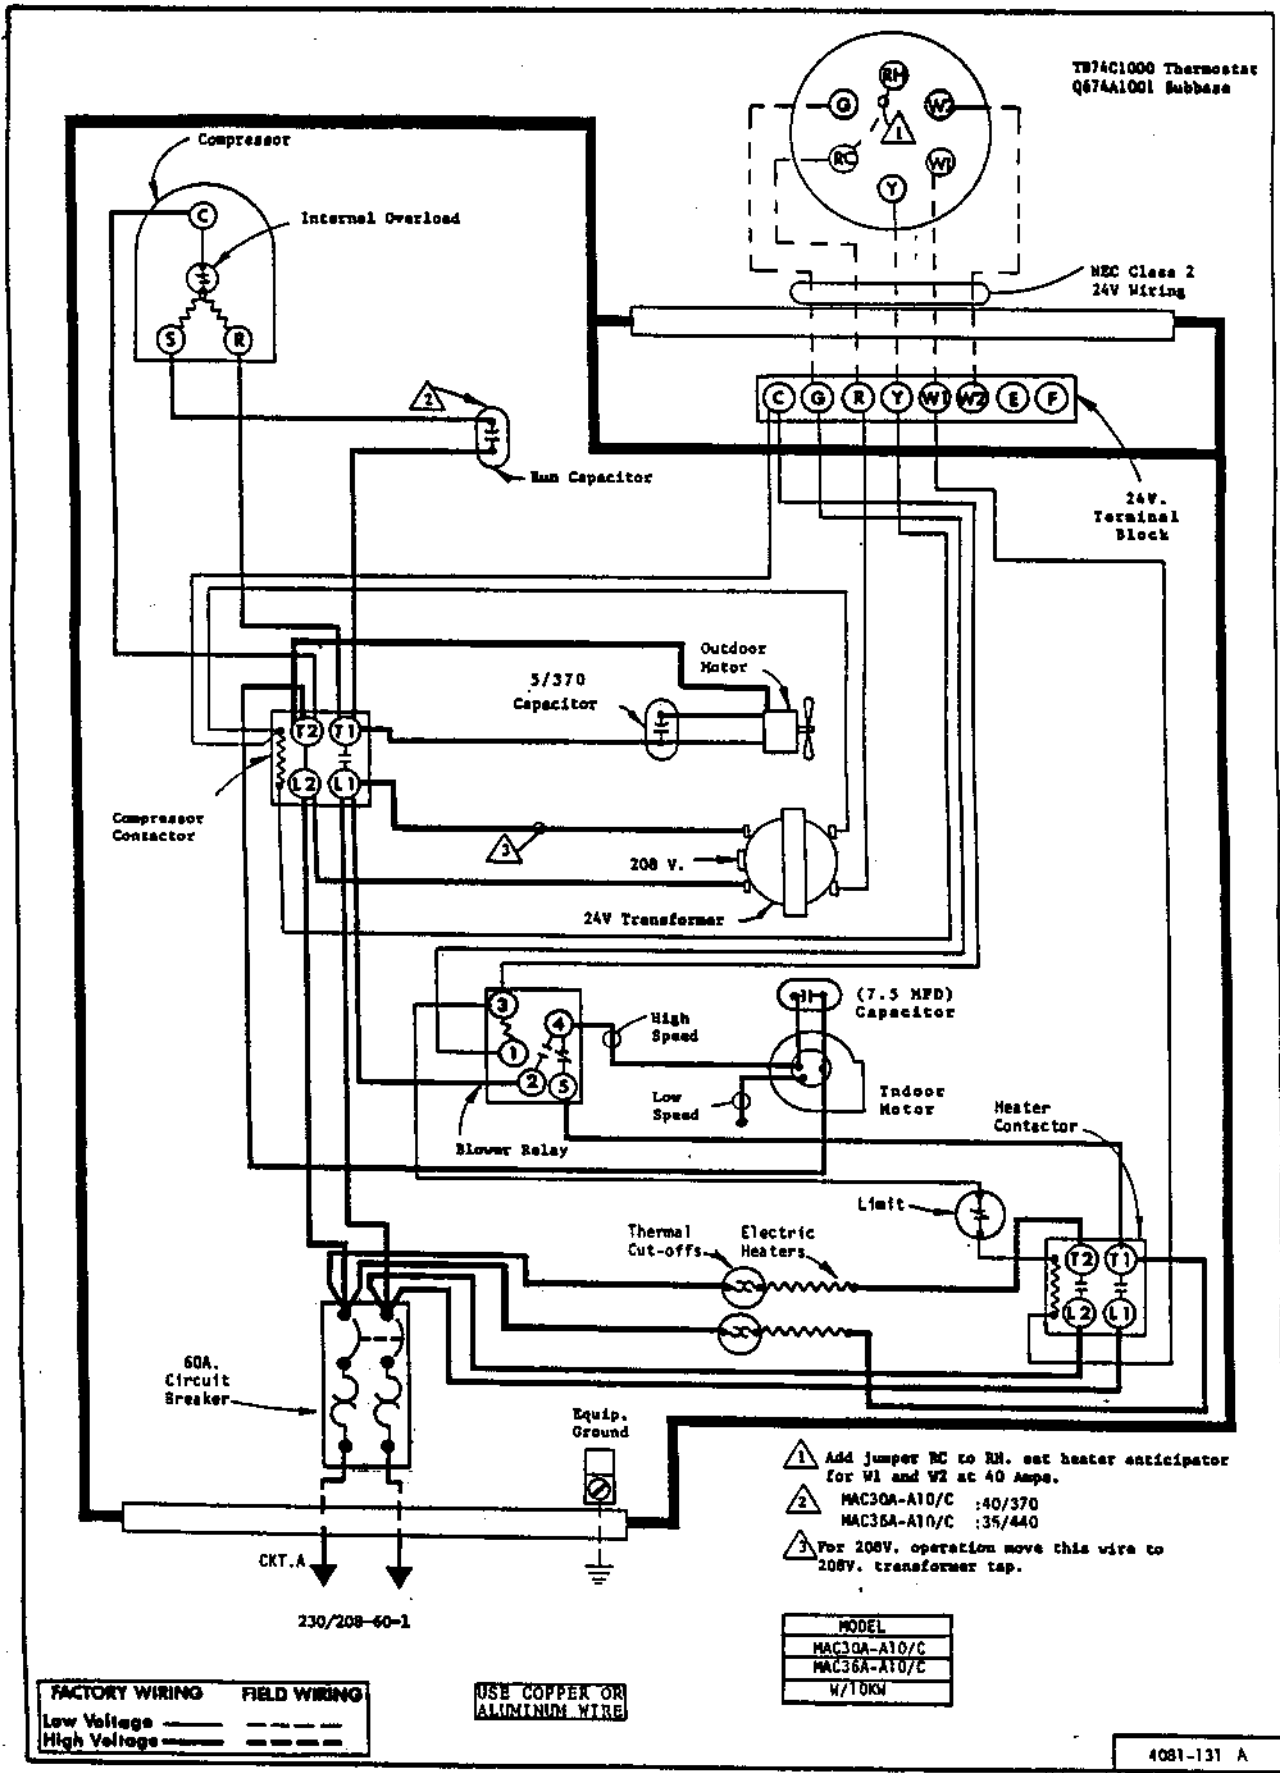 T874C1000 Thermostat
Q674A1001 Subbase
RH
G
W2
1
RC
W1
Y
Compressor
C
Internal Overload
S
R
NEC Class 2
24V Wiring
2
C G R Y W1 W2 E F
Run Capacitor
24V.
Terminal
Block
Outdoor
Motor
5/370
Capacitor
T2 T1
L2 L1
Compressor
Contactor
3
208 V.
24V Transformer
3
4
1
2
5
High
Speed
(7.5 MFD)
Capacitor
Low
Speed
Indoor
Motor
Heater
Contactor
Blower Relay
Limit
Thermal
Cut-offs
Electric
Heaters
T2 T1
L2 L1
60A.
Circuit
Breaker
Equip.
Ground
1 Add jumper RC to RH. set heater anticipator
for W1 and W2 at 40 Amps.
2 MAC30A-A10/C :40/370
MAC36A-A10/C :35/440
3 For 208V. operation move this wire to
208V. transformer tap.
CKT.A
230/208-60-1
MODEL
MAC30A-A10/C
MAC36A-A10/C
W/10KW
FACTORY WIRING FIELD WIRING
Low Voltage
High Voltage
USE COPPER OR
ALUMINUM WIRE
4081-131 A